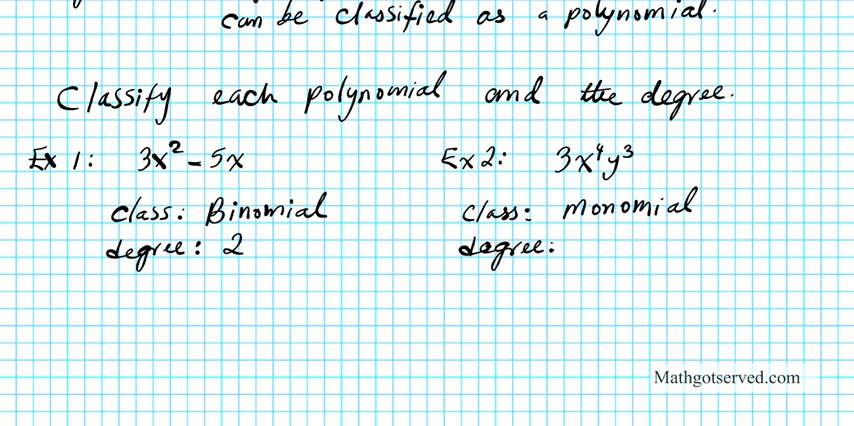 can be classified as a polynomial.
Classify each polynomial and the degree.
Ex 1: 3x² - 5x
Ex 2: 3x⁴y³
class: Binomial
class: monomial
degree: 2
degree:
Mathgotserved.com